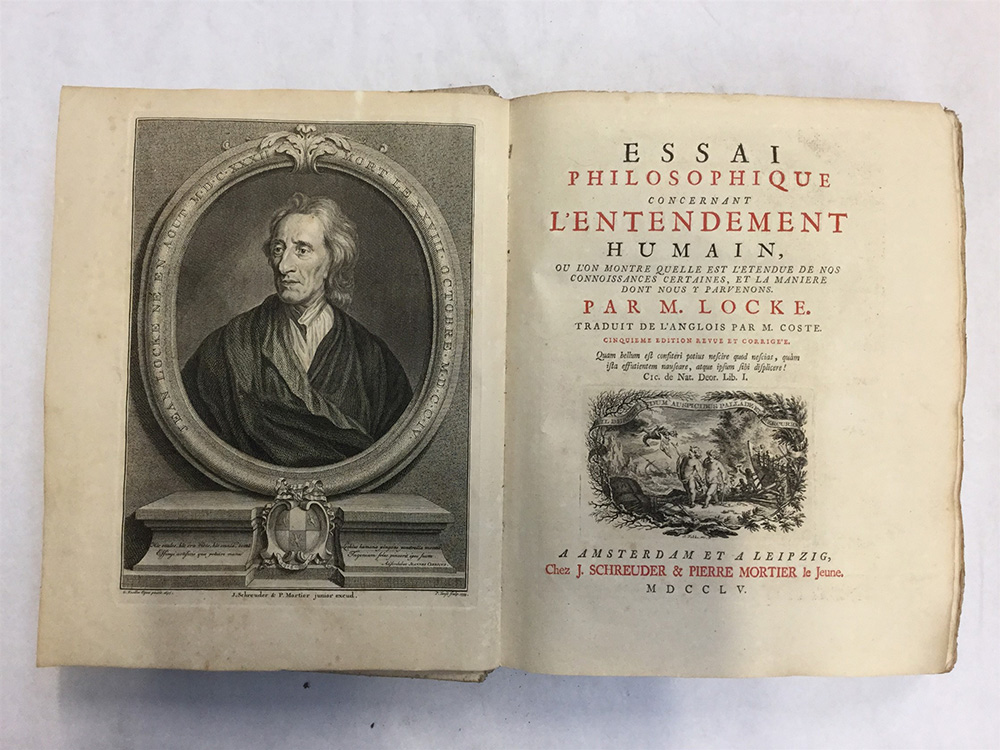 JEAN LOCKE NÉ EN AOUT M.D.C.XXXII MORT LE XXVIII. OCTOBRE. MDCCIV
J. Schreuder & P. Mortier junior excud.
ESSAI
PHILOSOPHIQUE
CONCERNANT
L'ENTENDEMENT
HUMAIN,
OU L'ON MONTRE QUELLE EST L'ETENDUE DE NOS
CONNOISSANCES CERTAINES, ET LA MANIERE
DONT NOUS Y PARVENONS.
PAR M. LOCKE.
TRADUIT DE L'ANGLOIS PAR M. COSTE.
CINQUIEME EDITION REVUE ET CORRIGE'E.
Quam bellum est confiteri potius nescire quod nescias, quàm
ista effutientem nauseare, atque ipsum sibi displicere!
CIC. de Nat. Deor. Lib. I.
AUSPICIBUS PALLADE
A AMSTERDAM ET A LEIPZIG,
Chez J. SCHREUDER & PIERRE MORTIER le Jeune.
MDCCLV.